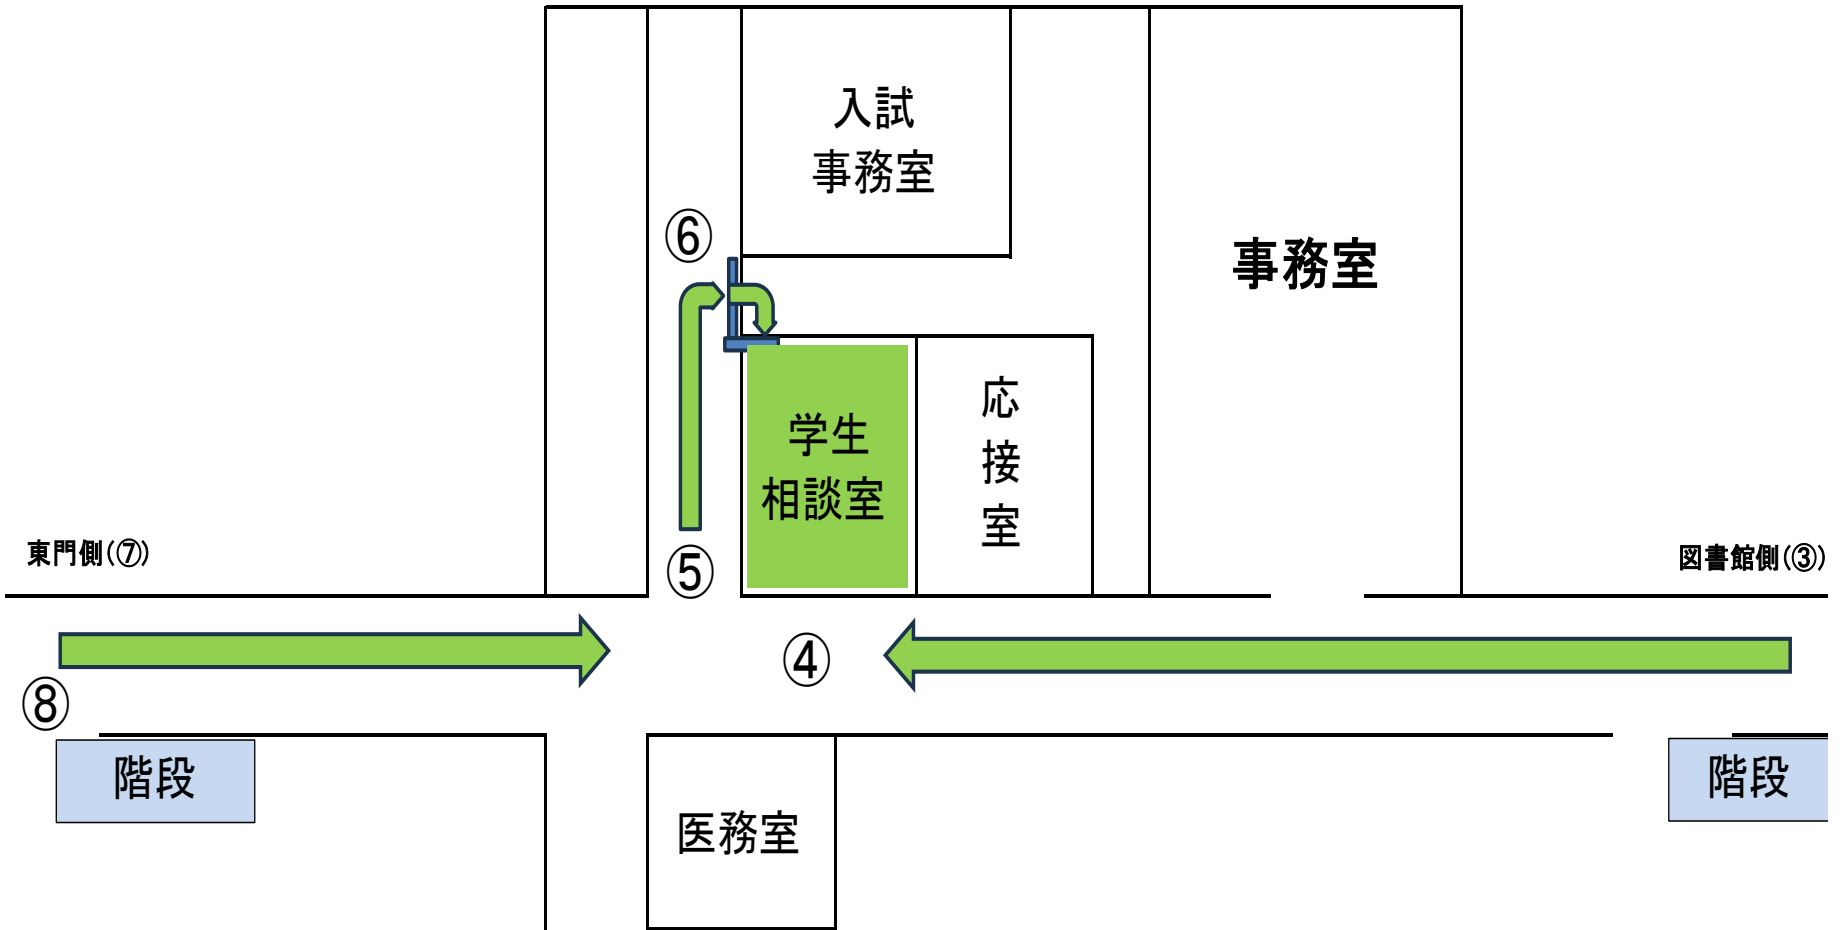 入試
事務室
⑥
事務室
学生
相談室
応
接
室
東門側(⑦)
⑤
図書館側(③)
④
⑧
階段
階段
医務室